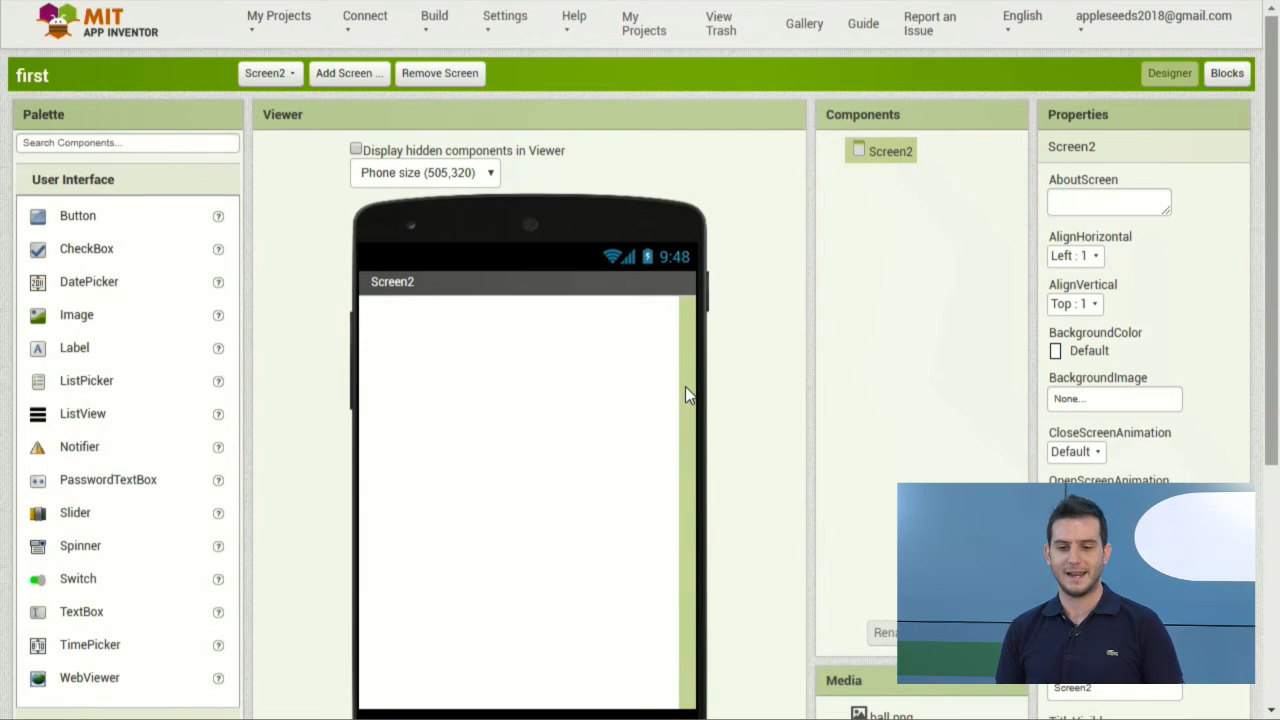 MIT
APP INVENTOR
My Projects
Connect
Build
Settings
Help
My
Projects
View
Trash
Gallery
Guide
Report an
Issue
English
appleseeds2018@gmail.com
first
Screen2
Add Screen ...
Remove Screen
Designer
Blocks
Palette
Search Components...
User Interface
Button
CheckBox
DatePicker
Image
Label
ListPicker
ListView
Notifier
PasswordTextBox
Slider
Spinner
Switch
TextBox
TimePicker
WebViewer
Viewer
Display hidden components in Viewer
Phone size (505,320)
9:48
Screen2
Components
Screen2
Media
ball.png
Properties
Screen2
AboutScreen
AlignHorizontal
Left : 1
AlignVertical
Top : 1
BackgroundColor
Default
BackgroundImage
None...
CloseScreenAnimation
Default
OpenScreenAnimation
Screen2